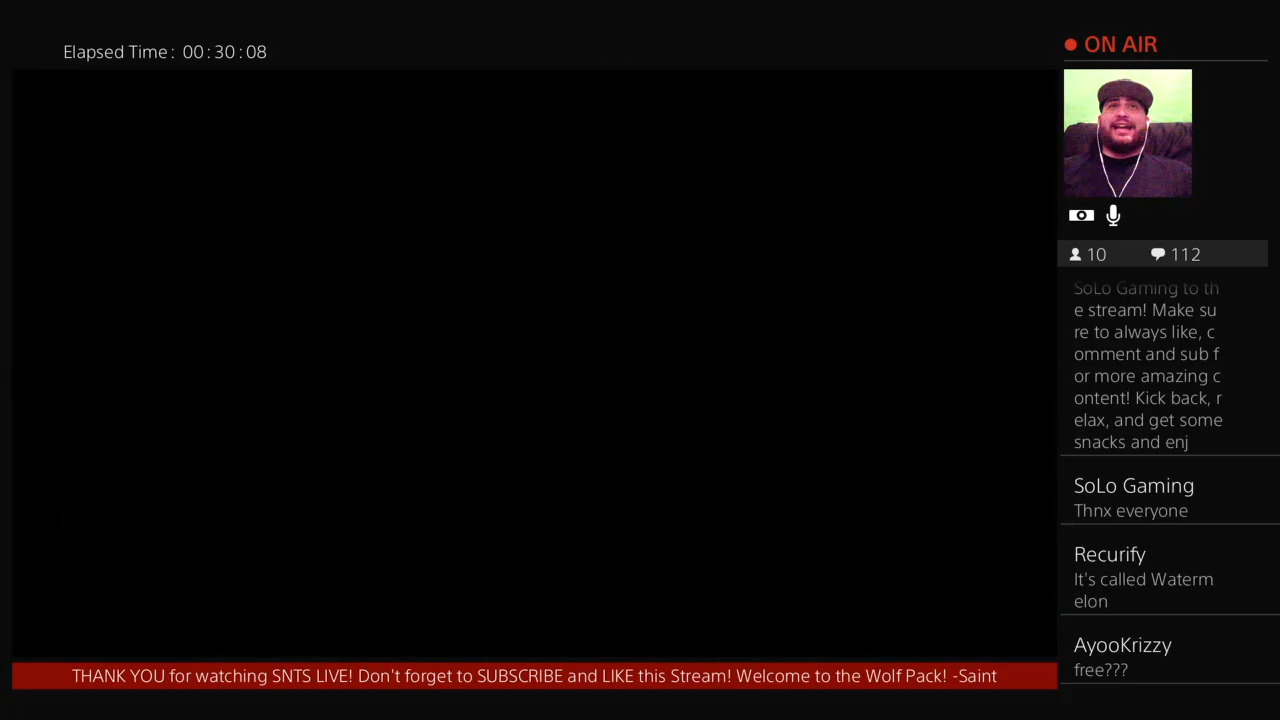 Elapsed Time: 00:30:08
ON AIR
10 112
SoLo Gaming to th
e stream! Make su
re to always like, c
omment and sub f
or more amazing c
ontent! Kick back, r
elax, and get some
snacks and enj
SoLo Gaming
Thnx everyone
Recurify
It's called Waterm
elon
AyooKrizzy
free???
THANK YOU for watching SNTS LIVE! Don't forget to SUBSCRIBE and LIKE this Stream! Welcome to the Wolf Pack! -Saint